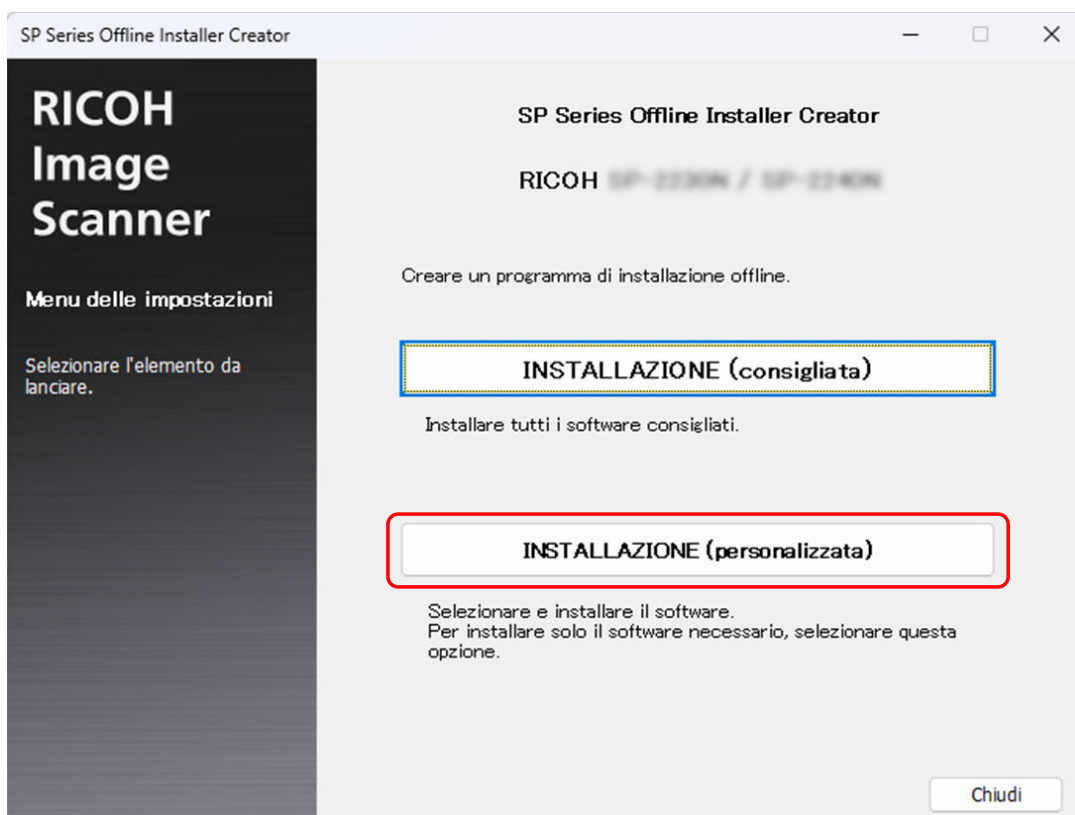 SP Series Offline Installer Creator
RICOH
Image
Scanner
Menu delle impostazioni
Selezionare l'elemento da
lanciare.
SP Series Offline Installer Creator
RICOH
Creare un programma di installazione offline.
INSTALLAZIONE (consigliata)
Installare tutti i software consigliati.
INSTALLAZIONE (personalizzata)
Selezionare e installare il software.
Per installare solo il software necessario, selezionare questa
opzione.
Chiudi